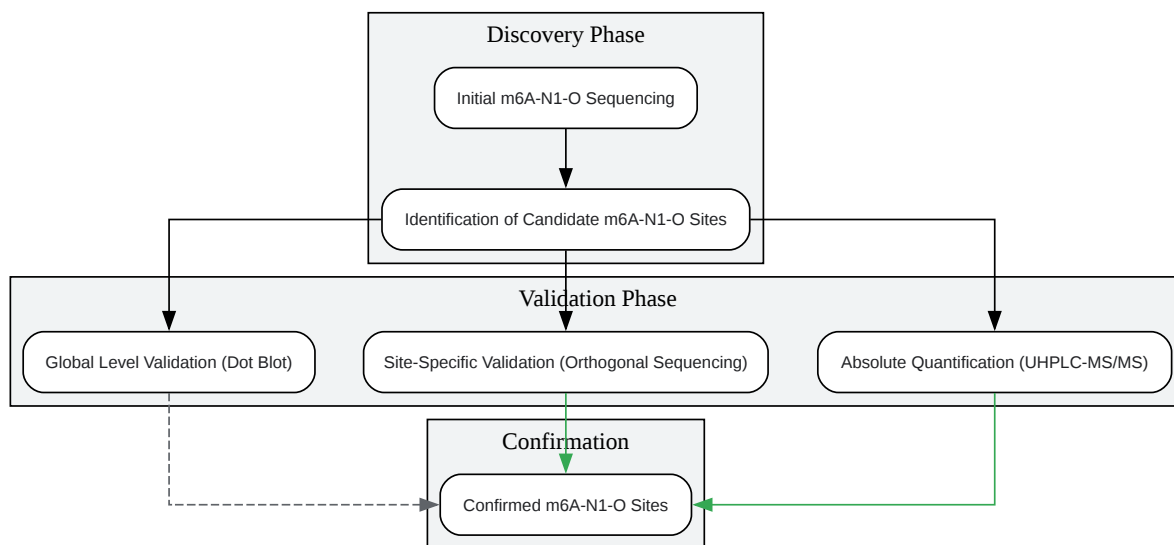 Discovery Phase
Initial m6A-N1-O Sequencing
Identification of Candidate m6A-N1-O Sites
Validation Phase
Global Level Validation (Dot Blot)
Site-Specific Validation (Orthogonal Sequencing)
Absolute Quantification (UHPLC-MS/MS)
Confirmation
Confirmed m6A-N1-O Sites